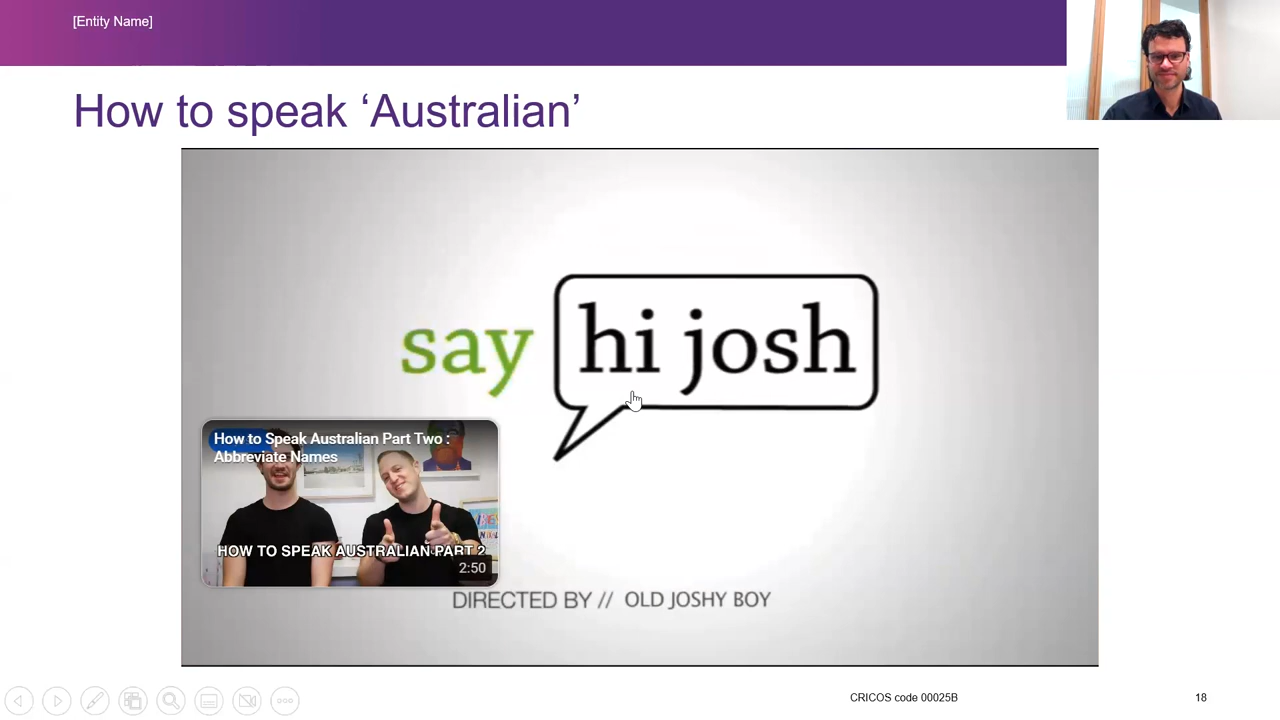 [Entity Name]
How to speak ‘Australian’
say hi josh
How to Speak Australian Part Two :
Abbreviate Names
HOW TO SPEAK AUSTRALIAN PART 2
2:50
DIRECTED BY // OLD JOSHY BOY
CRICOS code 00025B
18